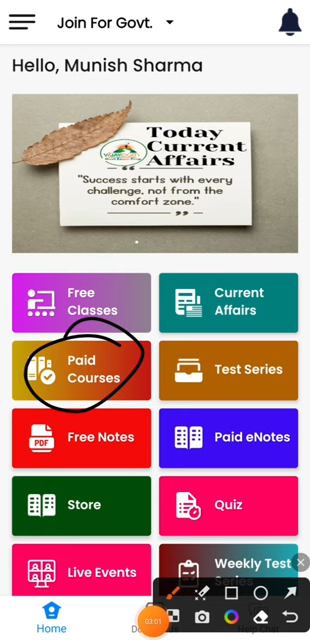 Join For Govt.
Hello, Munish Sharma
Today
Current
Affairs
"Success starts with every
challenge, not from the
comfort zone."
Free
Classes
Current
Affairs
Paid
Courses
Test Series
PDF
Free Notes
Paid eNotes
Store
Quiz
Live Events
Weekly Test
Series
03:01
Home